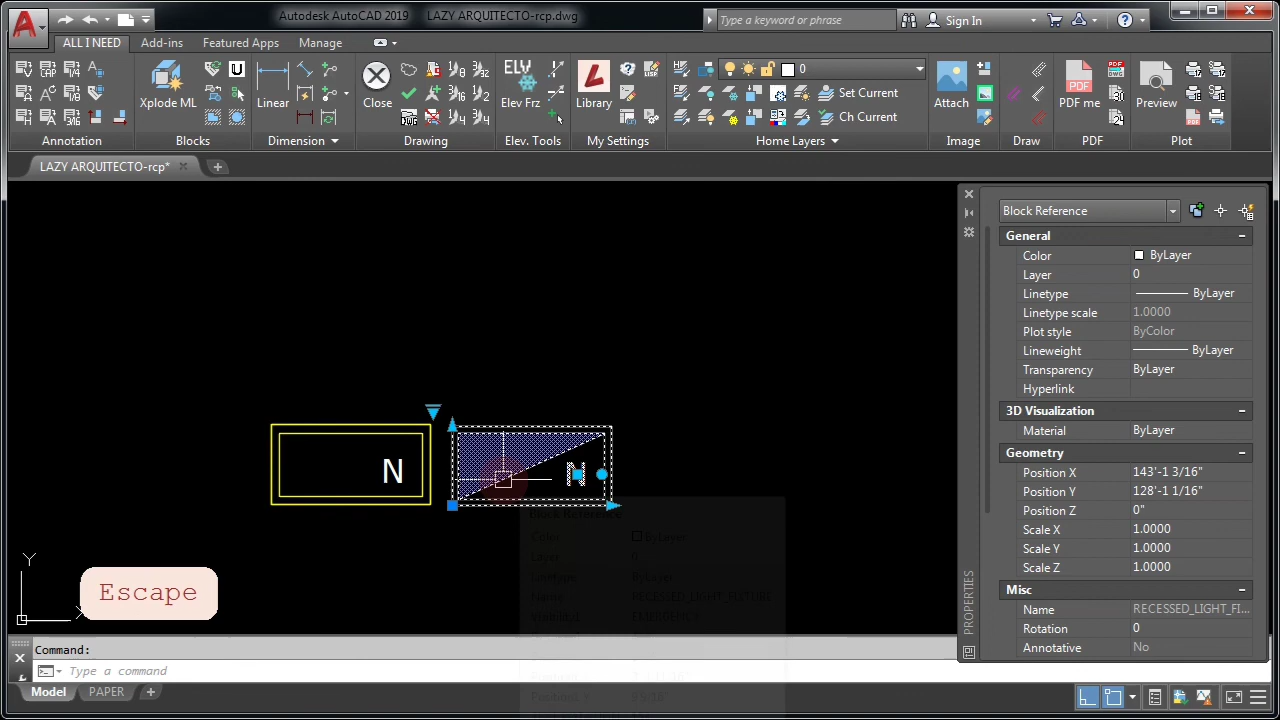 Autodesk AutoCAD 2019 LAZY ARQUITECTO-rcp.dwg
Type a keyword or phrase
Sign In
ALL I NEED Add-ins Featured Apps Manage
Xplode ML
Linear
Close
ELV
Elev Frz
Library
0
Set Current
Ch Current
Attach
PDF me
Preview
Annotation Blocks Dimension Drawing Elev. Tools My Settings Home Layers Image Draw PDF Plot
LAZY ARQUITECTO-rcp*
Block Reference
General
Color ByLayer
Layer 0
Linetype ByLayer
Linetype scale 1.0000
Plot style ByColor
Lineweight ByLayer
Transparency ByLayer
Hyperlink
3D Visualization
Material ByLayer
Geometry
Position X 143'-1 3/16"
Position Y 128'-1 1/16"
Position Z 0"
Scale X 1.0000
Scale Y 1.0000
Scale Z 1.0000
Misc
Name RECESSED_LIGHT_FI...
Rotation 0
Annotative No
PROPERTIES
N
N
Color ByLayer
Name RECESSED_LIGHT_FIXTURE
Y
Escape
Command:
Type a command
Model PAPER